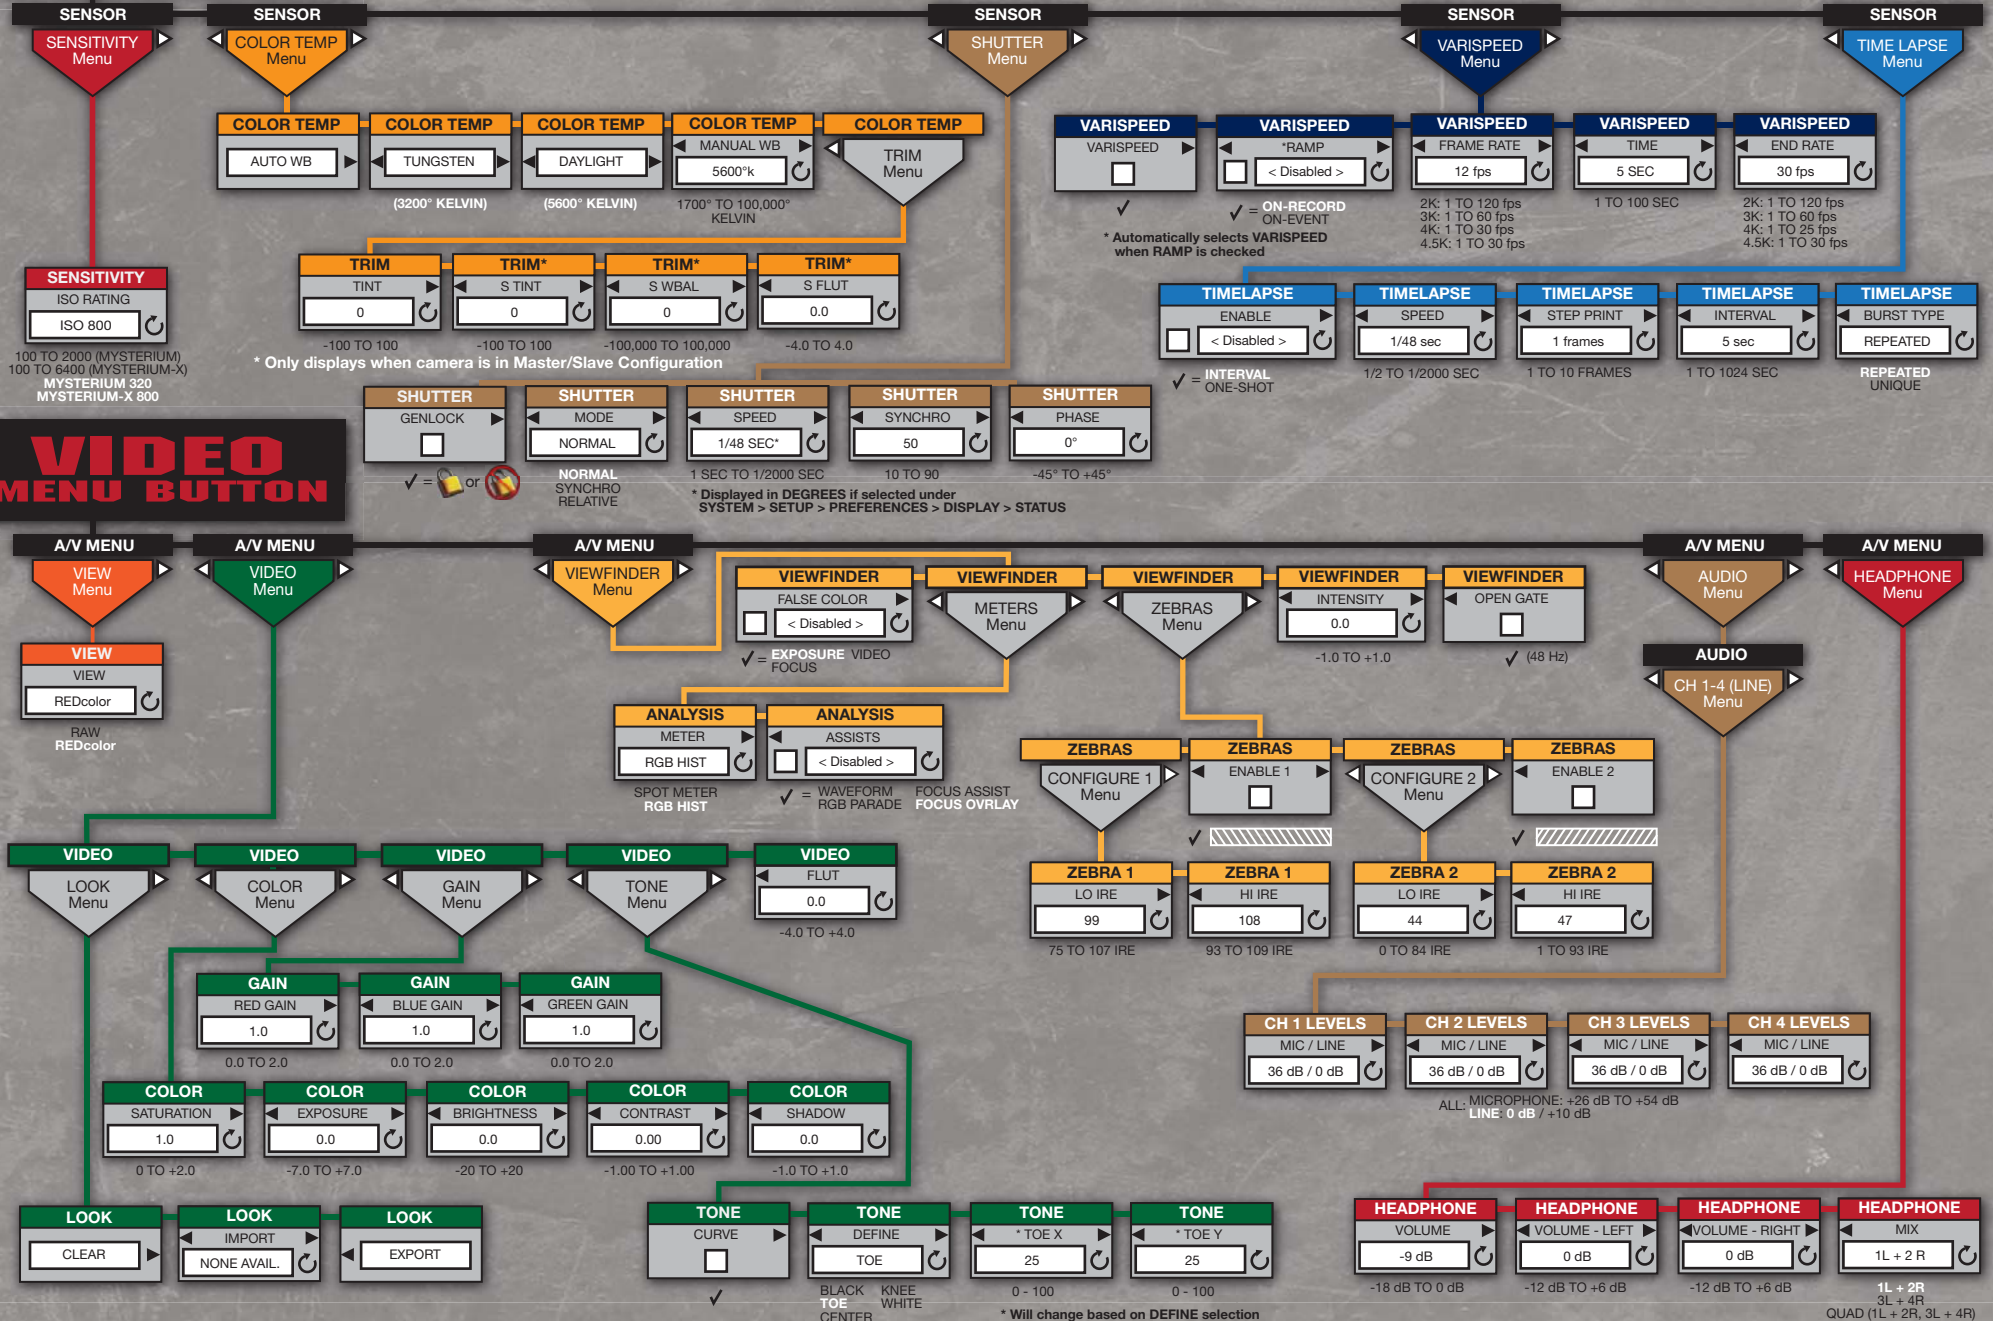 SENSOR
SENSITIVITY
Menu
SENSOR
COLOR TEMP
Menu
SENSOR
SHUTTER
Menu
SENSOR
VARISPEED
Menu
SENSOR
TIME LAPSE
Menu
COLOR TEMP
AUTO WB
COLOR TEMP
TUNGSTEN
(3200° KELVIN)
COLOR TEMP
DAYLIGHT
(5600° KELVIN)
COLOR TEMP
MANUAL WB
5600°k
1700° TO 100,000°
KELVIN
COLOR TEMP
TRIM
Menu
VARISPEED
VARISPEED
✓
VARISPEED
*RAMP
< Disabled >
✓ = ON-RECORD
ON-EVENT
* Automatically selects VARISPEED
when RAMP is checked
VARISPEED
FRAME RATE
12 fps
2K: 1 TO 120 fps
3K: 1 TO 60 fps
4K: 1 TO 30 fps
4.5K: 1 TO 30 fps
VARISPEED
TIME
5 SEC
1 TO 100 SEC
VARISPEED
END RATE
30 fps
2K: 1 TO 120 fps
3K: 1 TO 60 fps
4K: 1 TO 25 fps
4.5K: 1 TO 30 fps
SENSITIVITY
ISO RATING
ISO 800
100 TO 2000 (MYSTERIUM)
100 TO 6400 (MYSTERIUM-X)
MYSTERIUM 320
MYSTERIUM-X 800
TRIM
TINT
0
-100 TO 100
TRIM*
S TINT
0
-100 TO 100
TRIM*
S WBAL
0
-100,000 TO 100,000
TRIM*
S FLUT
0.0
-4.0 TO 4.0
* Only displays when camera is in Master/Slave Configuration
TIMELAPSE
ENABLE
< Disabled >
✓ = INTERVAL
ONE-SHOT
TIMELAPSE
SPEED
1/48 sec
1/2 TO 1/2000 SEC
TIMELAPSE
STEP PRINT
1 frames
1 TO 10 FRAMES
TIMELAPSE
INTERVAL
5 sec
1 TO 1024 SEC
TIMELAPSE
BURST TYPE
REPEATED
REPEATED
UNIQUE
SHUTTER
GENLOCK
✓ = or
SHUTTER
MODE
NORMAL
NORMAL
SYNCHRO
RELATIVE
SHUTTER
SPEED
1/48 SEC*
1 SEC TO 1/2000 SEC
SHUTTER
SYNCHRO
50
10 TO 90
SHUTTER
PHASE
0°
-45° TO +45°
* Displayed in DEGREES if selected under
SYSTEM > SETUP > PREFERENCES > DISPLAY > STATUS
VIDEO
MENU BUTTON
A/V MENU
VIEW
Menu
A/V MENU
VIDEO
Menu
A/V MENU
VIEWFINDER
Menu
A/V MENU
AUDIO
Menu
A/V MENU
HEADPHONE
Menu
VIEWFINDER
FALSE COLOR
< Disabled >
✓ = EXPOSURE VIDEO
FOCUS
VIEWFINDER
METERS
Menu
VIEWFINDER
ZEBRAS
Menu
VIEWFINDER
INTENSITY
0.0
-1.0 TO +1.0
VIEWFINDER
OPEN GATE
✓ (48 Hz)
VIEW
VIEW
REDcolor
RAW
REDcolor
AUDIO
CH 1-4 (LINE)
Menu
ANALYSIS
METER
RGB HIST
SPOT METER
RGB HIST
ANALYSIS
ASSISTS
< Disabled >
✓ = WAVEFORM FOCUS ASSIST
RGB PARADE FOCUS OVRLAY
ZEBRAS
CONFIGURE 1
Menu
ZEBRAS
ENABLE 1
✓
ZEBRAS
CONFIGURE 2
Menu
ZEBRAS
ENABLE 2
✓
VIDEO
LOOK
Menu
VIDEO
COLOR
Menu
VIDEO
GAIN
Menu
VIDEO
TONE
Menu
VIDEO
FLUT
0.0
-4.0 TO +4.0
ZEBRA 1
LO IRE
99
75 TO 107 IRE
ZEBRA 1
HI IRE
108
93 TO 109 IRE
ZEBRA 2
LO IRE
44
0 TO 84 IRE
ZEBRA 2
HI IRE
47
1 TO 93 IRE
GAIN
RED GAIN
1.0
0.0 TO 2.0
GAIN
BLUE GAIN
1.0
0.0 TO 2.0
GAIN
GREEN GAIN
1.0
0.0 TO 2.0
CH 1 LEVELS
MIC / LINE
36 dB / 0 dB
CH 2 LEVELS
MIC / LINE
36 dB / 0 dB
CH 3 LEVELS
MIC / LINE
36 dB / 0 dB
CH 4 LEVELS
MIC / LINE
36 dB / 0 dB
ALL: MICROPHONE: +26 dB TO +54 dB
LINE: 0 dB / +10 dB
COLOR
SATURATION
1.0
0 TO +2.0
COLOR
EXPOSURE
0.0
-7.0 TO +7.0
COLOR
BRIGHTNESS
0.0
-20 TO +20
COLOR
CONTRAST
0.00
-1.00 TO +1.00
COLOR
SHADOW
0.0
-1.0 TO +1.0
LOOK
CLEAR
LOOK
IMPORT
NONE AVAIL.
LOOK
EXPORT
TONE
CURVE
✓
TONE
DEFINE
TOE
BLACK KNEE
TOE WHITE
CENTER
TONE
* TOE X
25
0 - 100
TONE
* TOE Y
25
0 - 100
* Will change based on DEFINE selection
HEADPHONE
VOLUME
-9 dB
-18 dB TO 0 dB
HEADPHONE
VOLUME - LEFT
0 dB
-12 dB TO +6 dB
HEADPHONE
VOLUME - RIGHT
0 dB
-12 dB TO +6 dB
HEADPHONE
MIX
1L + 2 R
1L + 2R
3L + 4R
QUAD (1L + 2R, 3L + 4R)